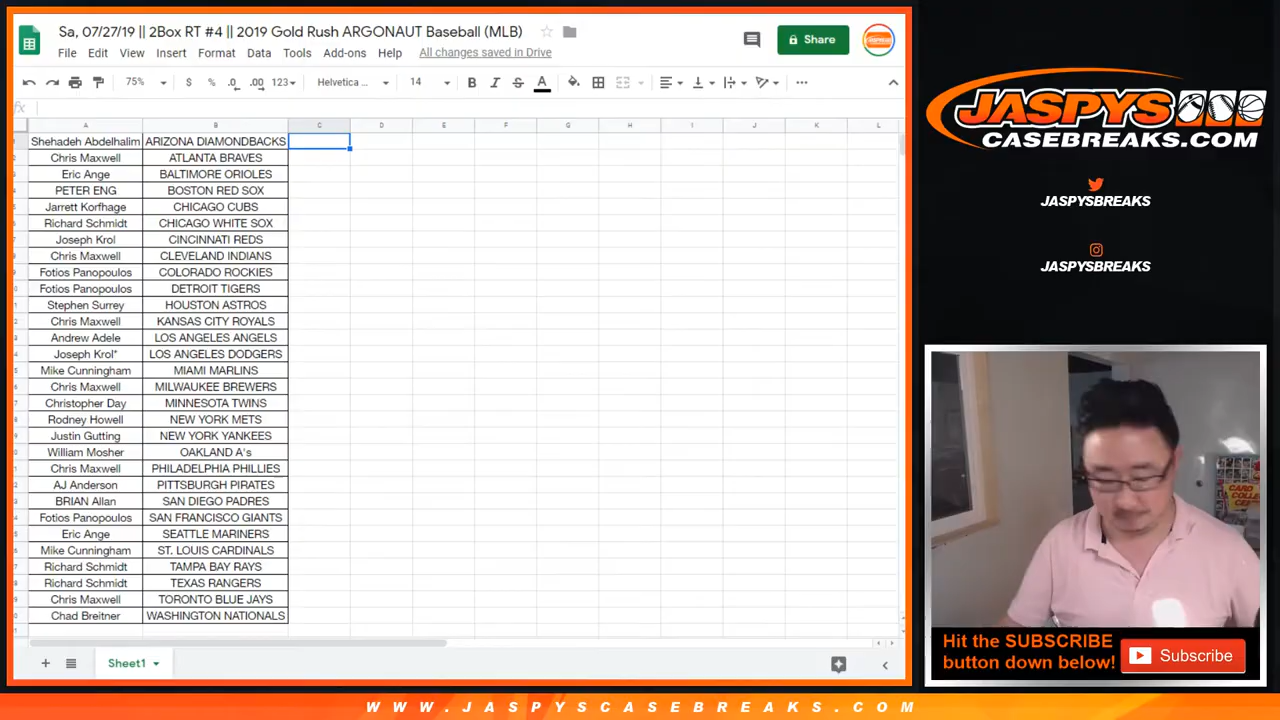 Sa, 07/27/19 || 2Box RT #4 || 2019 Gold Rush ARGONAUT Baseball (MLB)
File Edit View Insert Format Data Tools Add-ons Help All changes saved in Drive
Share
75% $ % .0 .00 123 Helvetica ... 14 B I S A
fx
A B C D E F G H I J K L
Shehadeh Abdelhalim ARIZONA DIAMONDBACKS
Chris Maxwell ATLANTA BRAVES
Eric Ange BALTIMORE ORIOLES
PETER ENG BOSTON RED SOX
Jarrett Korfhage CHICAGO CUBS
Richard Schmidt CHICAGO WHITE SOX
Joseph Krol CINCINNATI REDS
Chris Maxwell CLEVELAND INDIANS
Fotios Panopoulos COLORADO ROCKIES
Fotios Panopoulos DETROIT TIGERS
Stephen Surrey HOUSTON ASTROS
Chris Maxwell KANSAS CITY ROYALS
Andrew Adele LOS ANGELES ANGELS
Joseph Krol* LOS ANGELES DODGERS
Mike Cunningham MIAMI MARLINS
Chris Maxwell MILWAUKEE BREWERS
Christopher Day MINNESOTA TWINS
Rodney Howell NEW YORK METS
Justin Gutting NEW YORK YANKEES
William Mosher OAKLAND A's
Chris Maxwell PHILADELPHIA PHILLIES
AJ Anderson PITTSBURGH PIRATES
BRIAN Allan SAN DIEGO PADRES
Fotios Panopoulos SAN FRANCISCO GIANTS
Eric Ange SEATTLE MARINERS
Mike Cunningham ST. LOUIS CARDINALS
Richard Schmidt TAMPA BAY RAYS
Richard Schmidt TEXAS RANGERS
Chris Maxwell TORONTO BLUE JAYS
Chad Breitner WASHINGTON NATIONALS
Sheet1
JASPYS
CASEBREAKS.COM
JASPYSBREAKS
JASPYSBREAKS
Hit the SUBSCRIBE
button down below!
Subscribe
WWW.JASPYSCASEBREAKS.COM